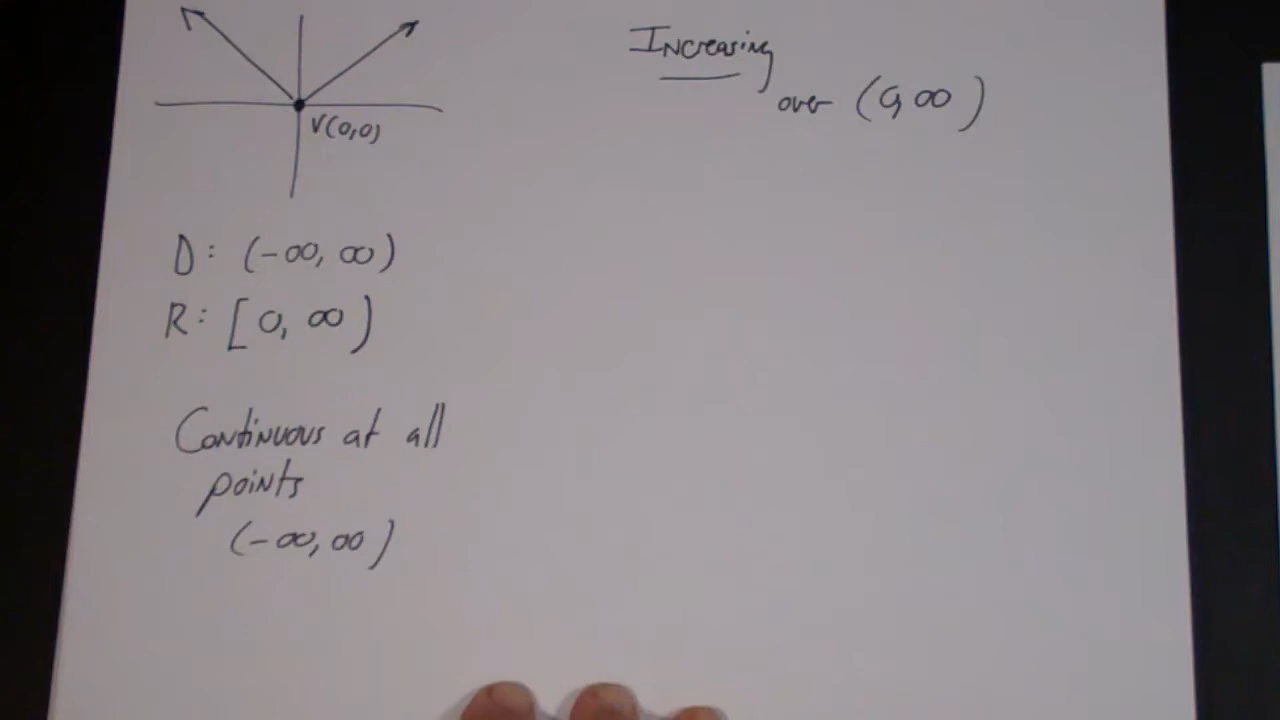 V(0,0)
D: (-∞, ∞)
R: [0, ∞)
Continuous at all
points
(-∞, ∞)
Increasing
over (0, ∞)